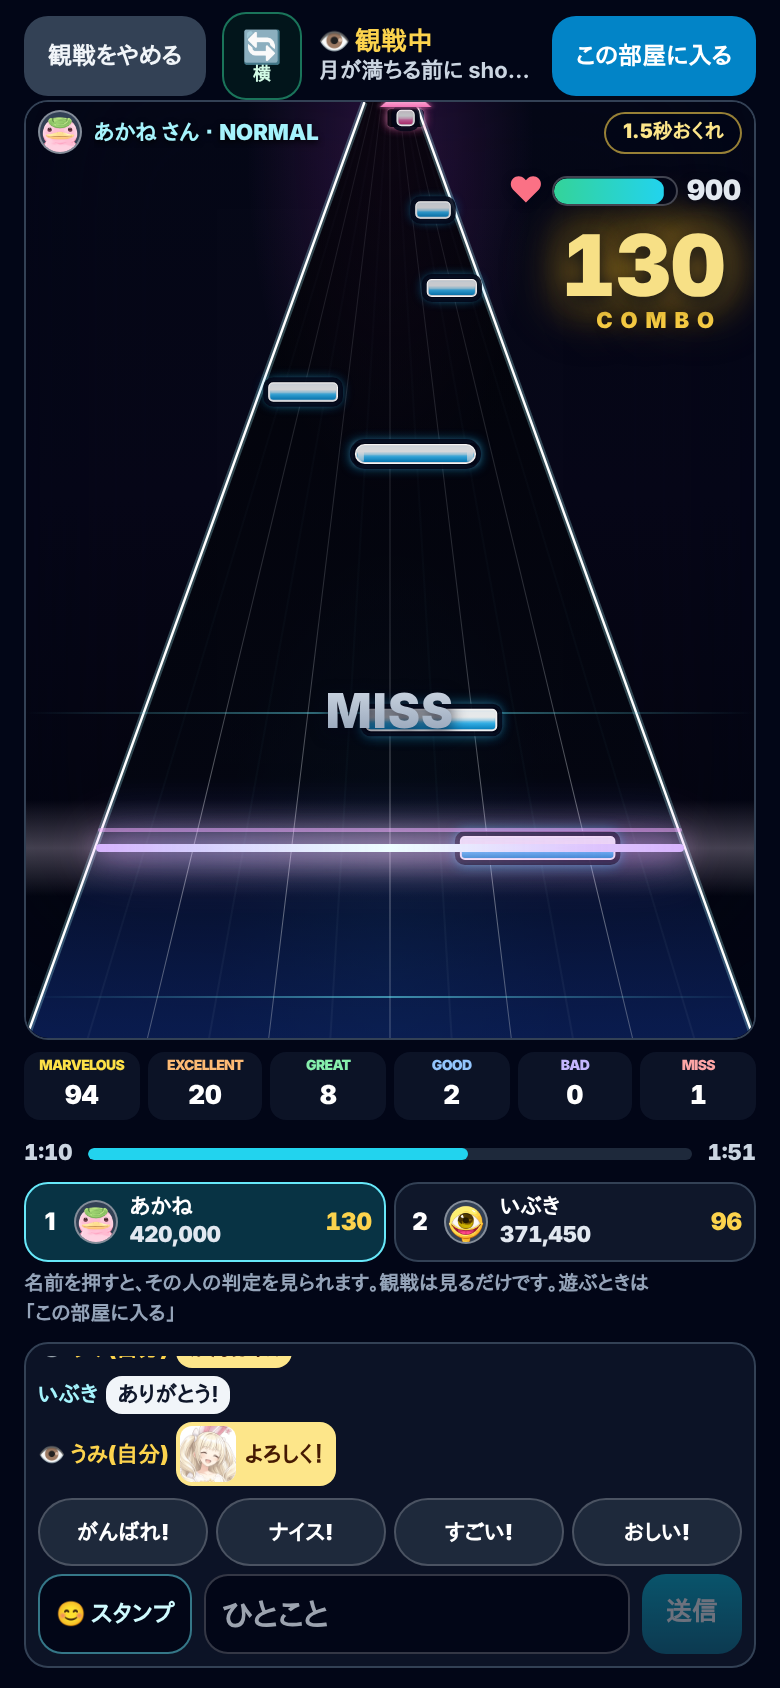 観戦をやめる
横
観戦中
月が満ちる前に sho...
この部屋に入る
あかね さん・NORMAL
1.5秒おくれ
900
130
COMBO
MISS
MARVELOUS
94
EXCELLENT
20
GREAT
8
GOOD
2
BAD
0
MISS
1
1:10
1:51
1
あかね
420,000
130
2
いぶき
371,450
96
名前を押すと、その人の判定を見られます。観戦は見るだけです。遊ぶときは
「この部屋に入る」
いぶき ありがとう!
うみ(自分) よろしく!
がんばれ!
ナイス!
すごい!
おしい!
スタンプ
ひとこと
送信